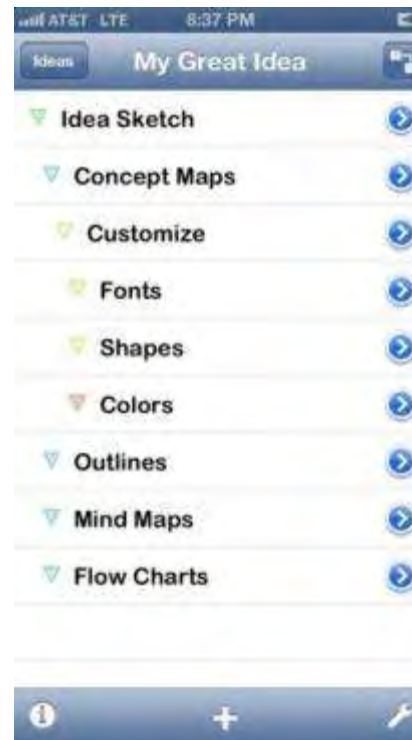 AT&T LTE 8:37 PM
Ideas My Great Idea
Idea Sketch
Concept Maps
Customize
Fonts
Shapes
Colors
Outlines
Mind Maps
Flow Charts